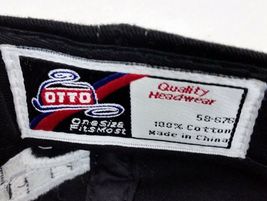 OTTO
One Size
Fits Most
Quality
Headwear
100% Cotton
Made in China